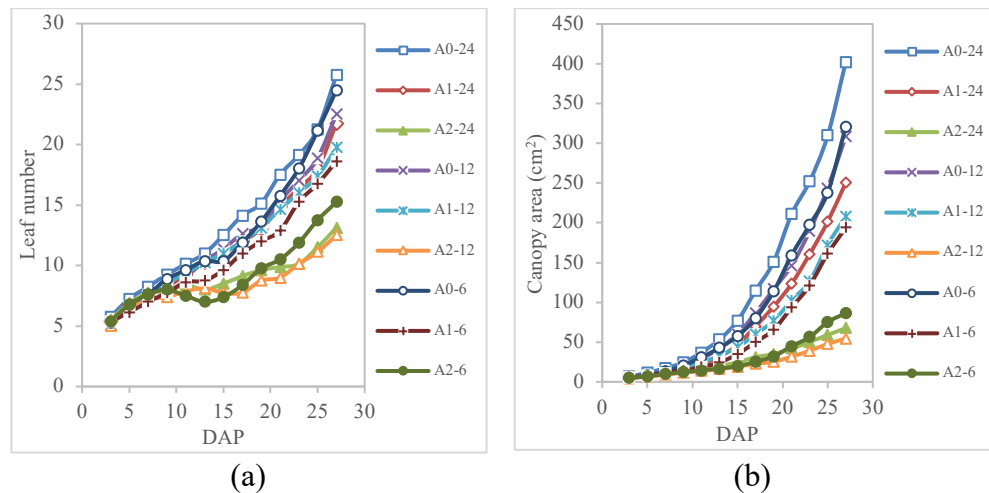 30
25
20
15
10
5
0
0 5 10 15 20 25 30
Leaf number
DAP
A0-24
A1-24
A2-24
A0-12
A1-12
A2-12
A0-6
A1-6
A2-6
(a)
450
400
350
300
250
200
150
100
50
0
0 5 10 15 20 25 30
Canopy area (cm²)
DAP
A0-24
A1-24
A2-24
A0-12
A1-12
A2-12
A0-6
A1-6
A2-6
(b)